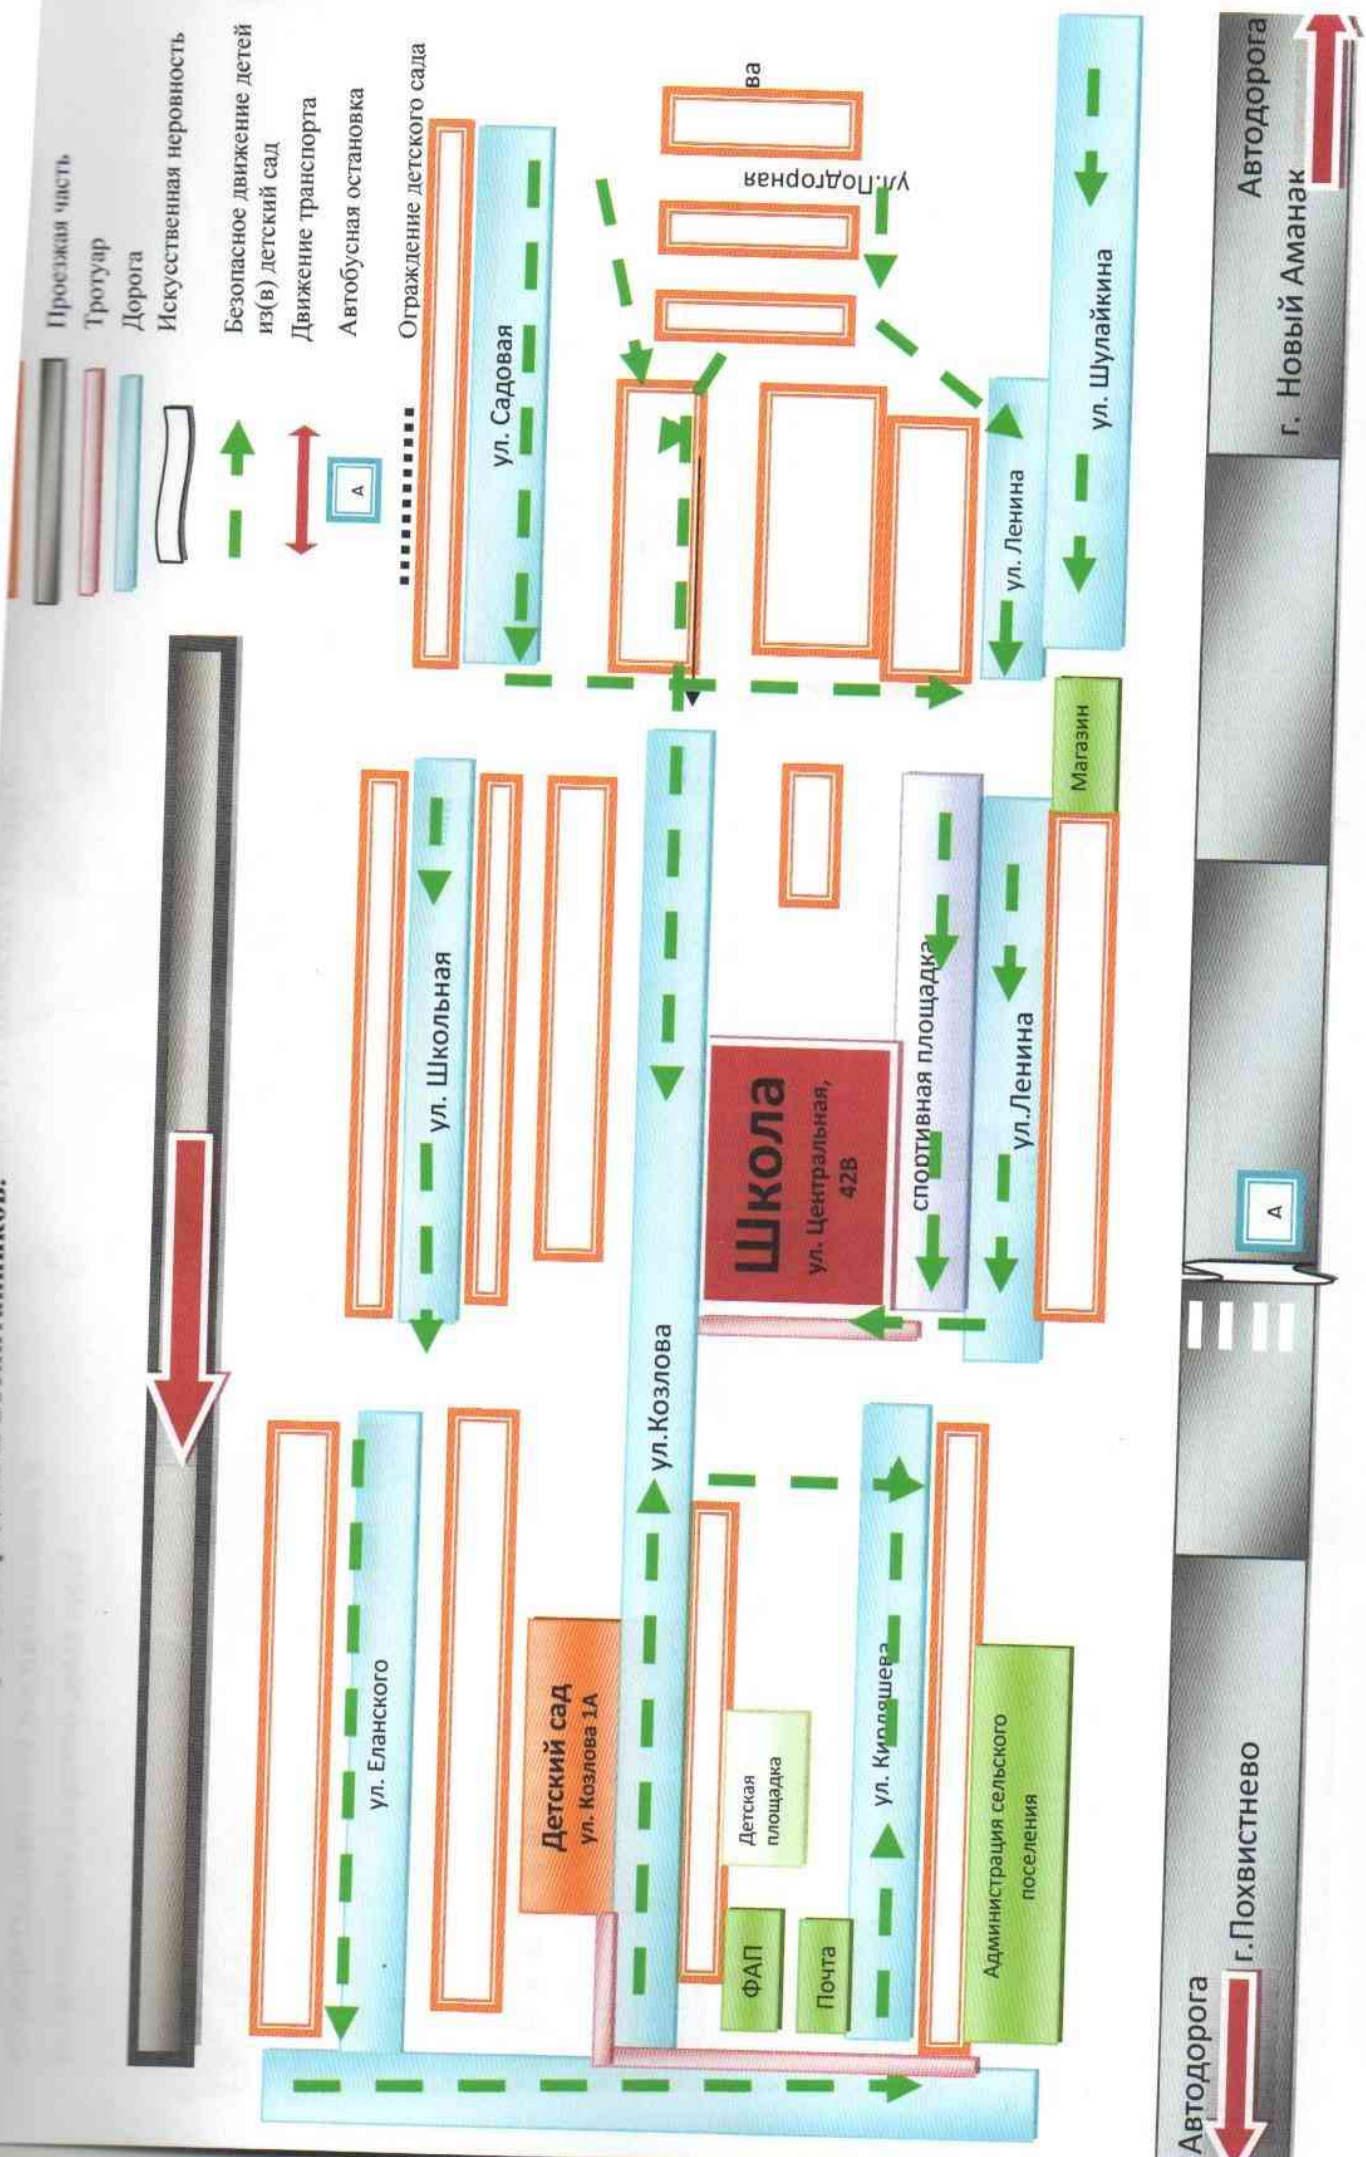 Проезжая часть
Тротуар
Дорога
Искусственная неровность
Безопасное движение детей
из(в) детский сад
Движение транспорта
А
Автобусная остановка
Ограждение детского сада
ул. Еланского
ул. Школьная
ул. Садовая
Детский сад
ул. Козлова 1А
ул.Козлова
Школа
ул. Центральная,
42В
ФАП
Детская
площадка
Почта
ва
ул.Подгорная
спортивная площадка
ул. Ленина
ул.Ленина
ул. Шулайкина
Магазин
Администрация сельского
поселения
Автодорога
г.Похвистнево
А
Автодорога
г. Новый Аманак